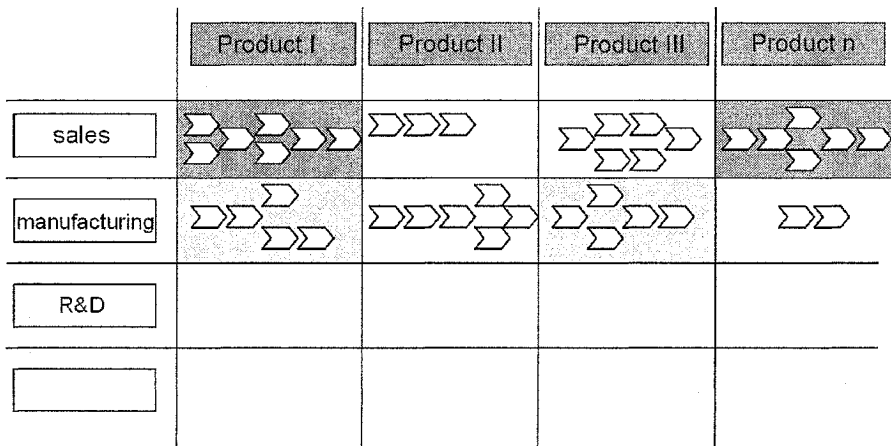 Product I
Product II
Product III
Product n
sales
manufacturing
R&D